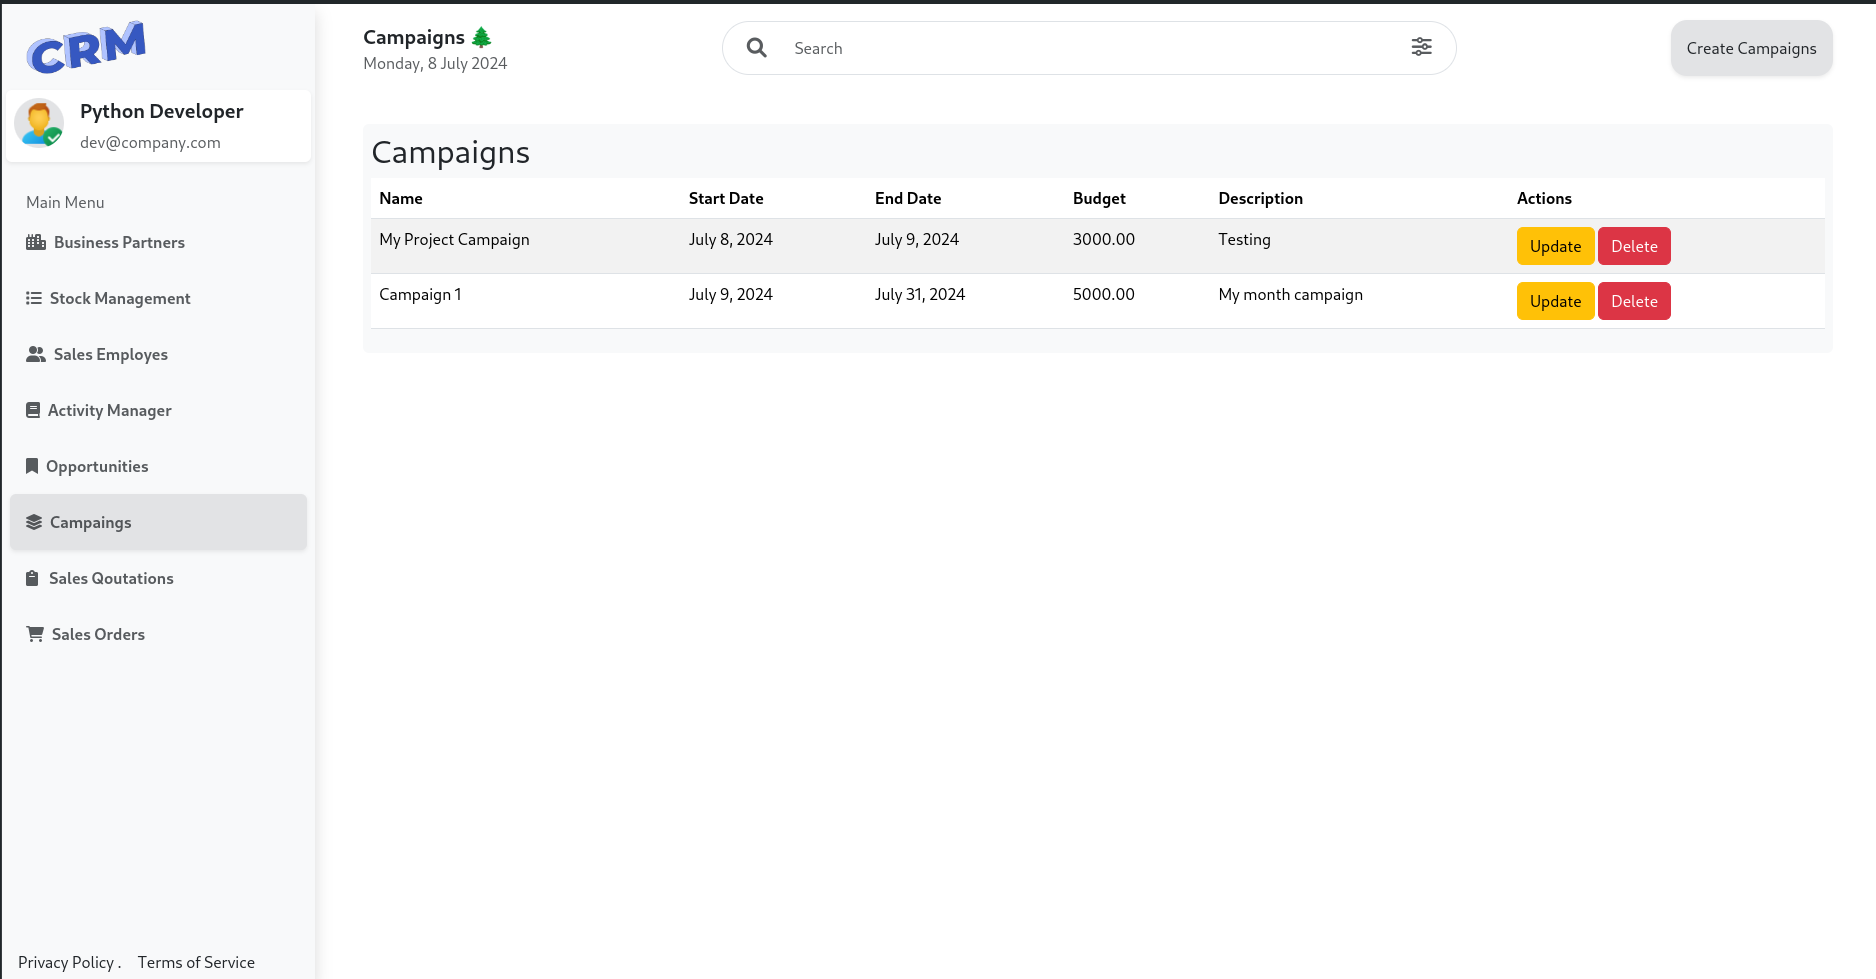 CRM
Python Developer
dev@company.com
Main Menu
Business Partners
Stock Management
Sales Employes
Activity Manager
Opportunities
Campaings
Sales Qoutations
Sales Orders
Privacy Policy . Terms of Service
Campaigns
Monday, 8 July 2024
Search
Create Campaigns
Campaigns
Name Start Date End Date Budget Description Actions
My Project Campaign July 8, 2024 July 9, 2024 3000.00 Testing Update Delete
Campaign 1 July 9, 2024 July 31, 2024 5000.00 My month campaign Update Delete